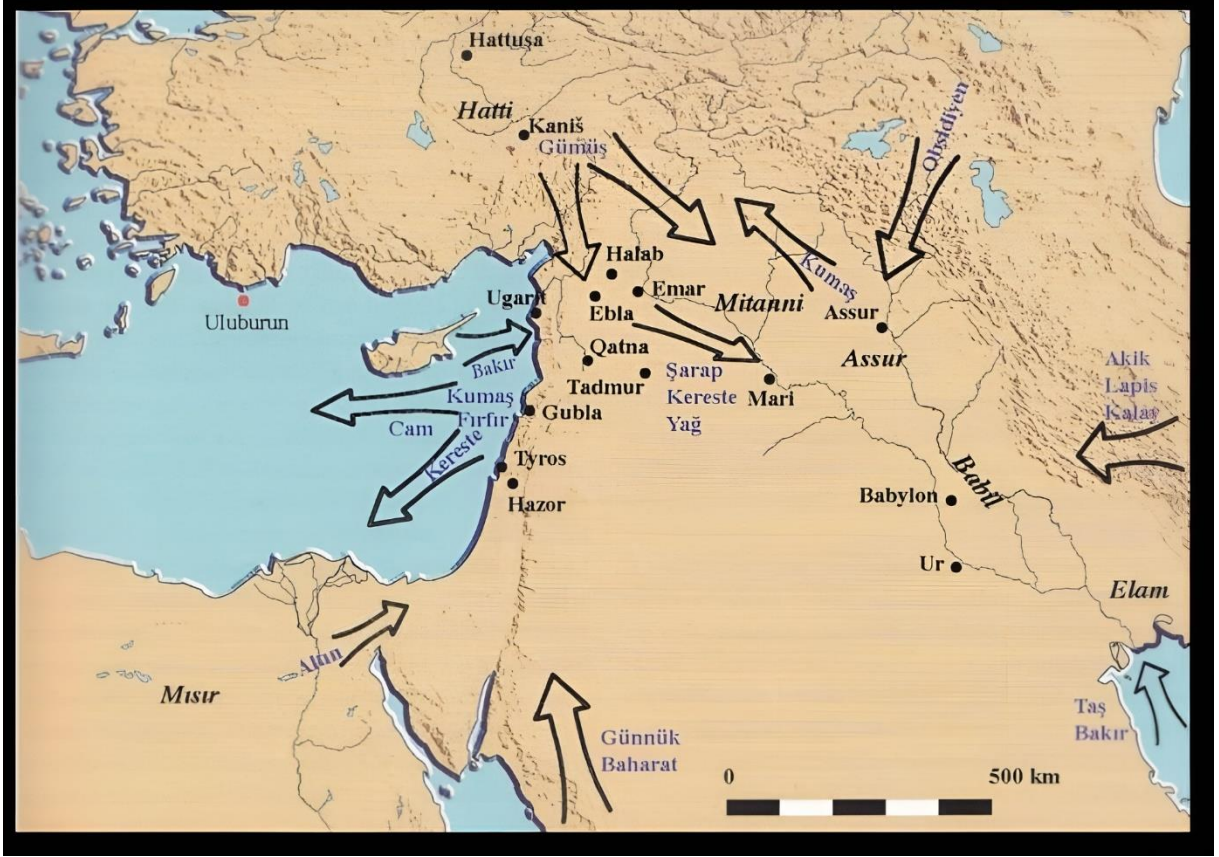 Hattuşa
Hatti
Kaniš
Gümüş
Obsidiyen
Halab
Kumaş
Ugarit
Emar
Mitanni
Uluburun
Ebla
Assur
Bakır
Qatna
Assur
Şarap
Akik
Tadmur
Kereste
Mari
Lapis
Kumaş
Yağ
Kalay
Fırfır
Gubla
Cam
Kereste
Tyros
Babil
Hazor
Babylon
Ur
Elam
Altın
Mısır
Taş
Günnük
Bakır
Baharat
0
500 km